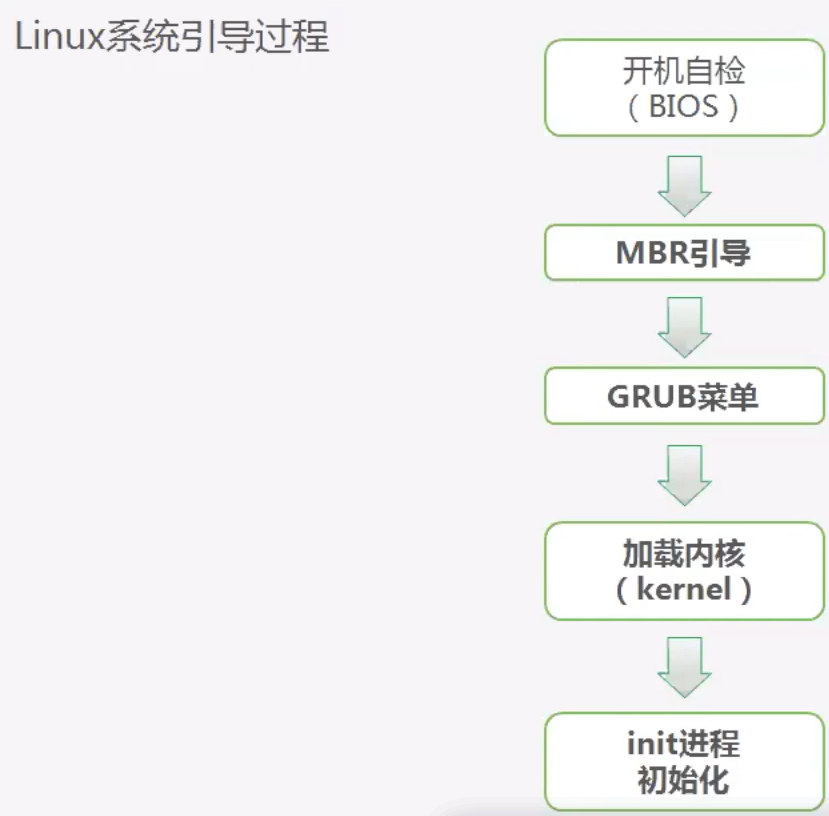 Linux系统引导过程
开机自检
（BIOS）
MBR引导
GRUB菜单
加载内核
（kernel）
init进程
初始化